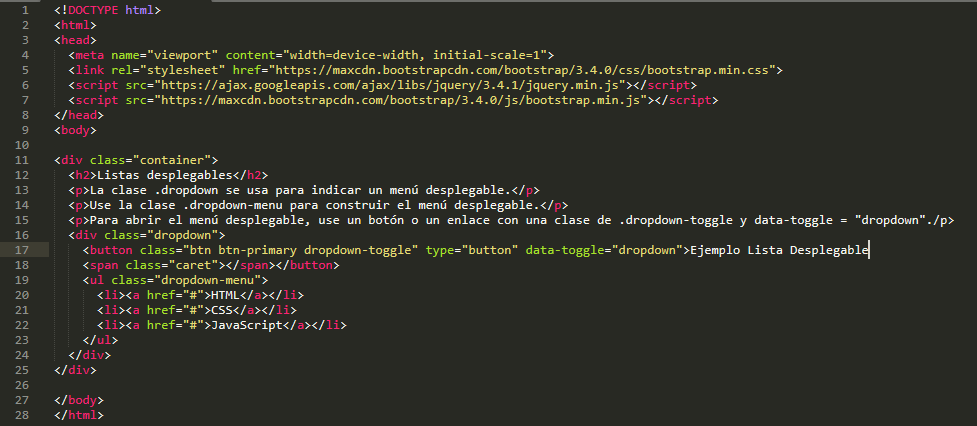 1 <!DOCTYPE html>
2 <html>
3 <head>
4   <meta name="viewport" content="width=device-width, initial-scale=1">
5   <link rel="stylesheet" href="https://maxcdn.bootstrapcdn.com/bootstrap/3.4.0/css/bootstrap.min.css">
6   <script src="https://ajax.googleapis.com/ajax/libs/jquery/3.4.1/jquery.min.js"></script>
7   <script src="https://maxcdn.bootstrapcdn.com/bootstrap/3.4.0/js/bootstrap.min.js"></script>
8 </head>
9 <body>
10
11 <div class="container">
12   <h2>Listas desplegables</h2>
13   <p>La clase .dropdown se usa para indicar un menú desplegable.</p>
14   <p>Use la clase .dropdown-menu para construir el menú desplegable.</p>
15   <p>Para abrir el menú desplegable, use un botón o un enlace con una clase de .dropdown-toggle y data-toggle = "dropdown"./p>
16   <div class="dropdown">
17     <button class="btn btn-primary dropdown-toggle" type="button" data-toggle="dropdown">Ejemplo Lista Desplegable
18     <span class="caret"></span></button>
19     <ul class="dropdown-menu">
20       <li><a href="#">HTML</a></li>
21       <li><a href="#">CSS</a></li>
22       <li><a href="#">JavaScript</a></li>
23     </ul>
24   </div>
25 </div>
26
27 </body>
28 </html>